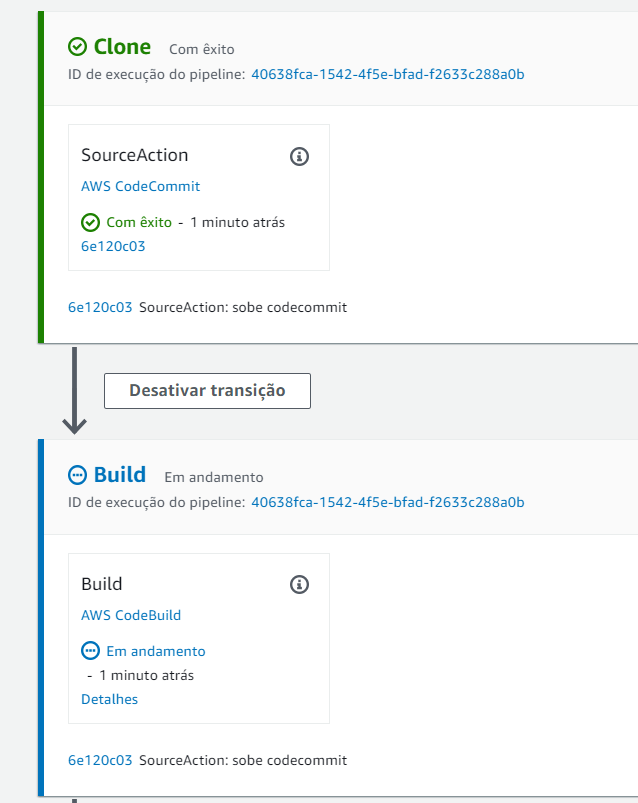 Clone Com êxito
ID de execução do pipeline: 40638fca-1542-4f5e-bfad-f2633c288a0b
SourceAction
AWS CodeCommit
Com êxito - 1 minuto atrás
6e120c03
6e120c03 SourceAction: sobe codecommit
Desativar transição
Build Em andamento
ID de execução do pipeline: 40638fca-1542-4f5e-bfad-f2633c288a0b
Build
AWS CodeBuild
Em andamento
- 1 minuto atrás
Detalhes
6e120c03 SourceAction: sobe codecommit